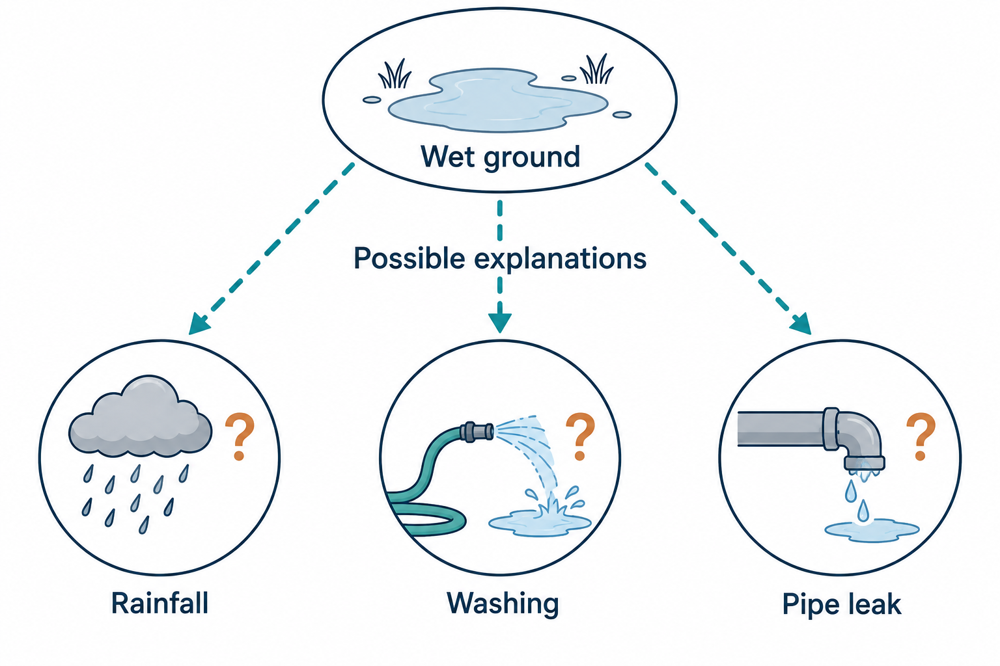 Wet ground
Possible explanations
?
?
?
Rainfall
Washing
Pipe leak